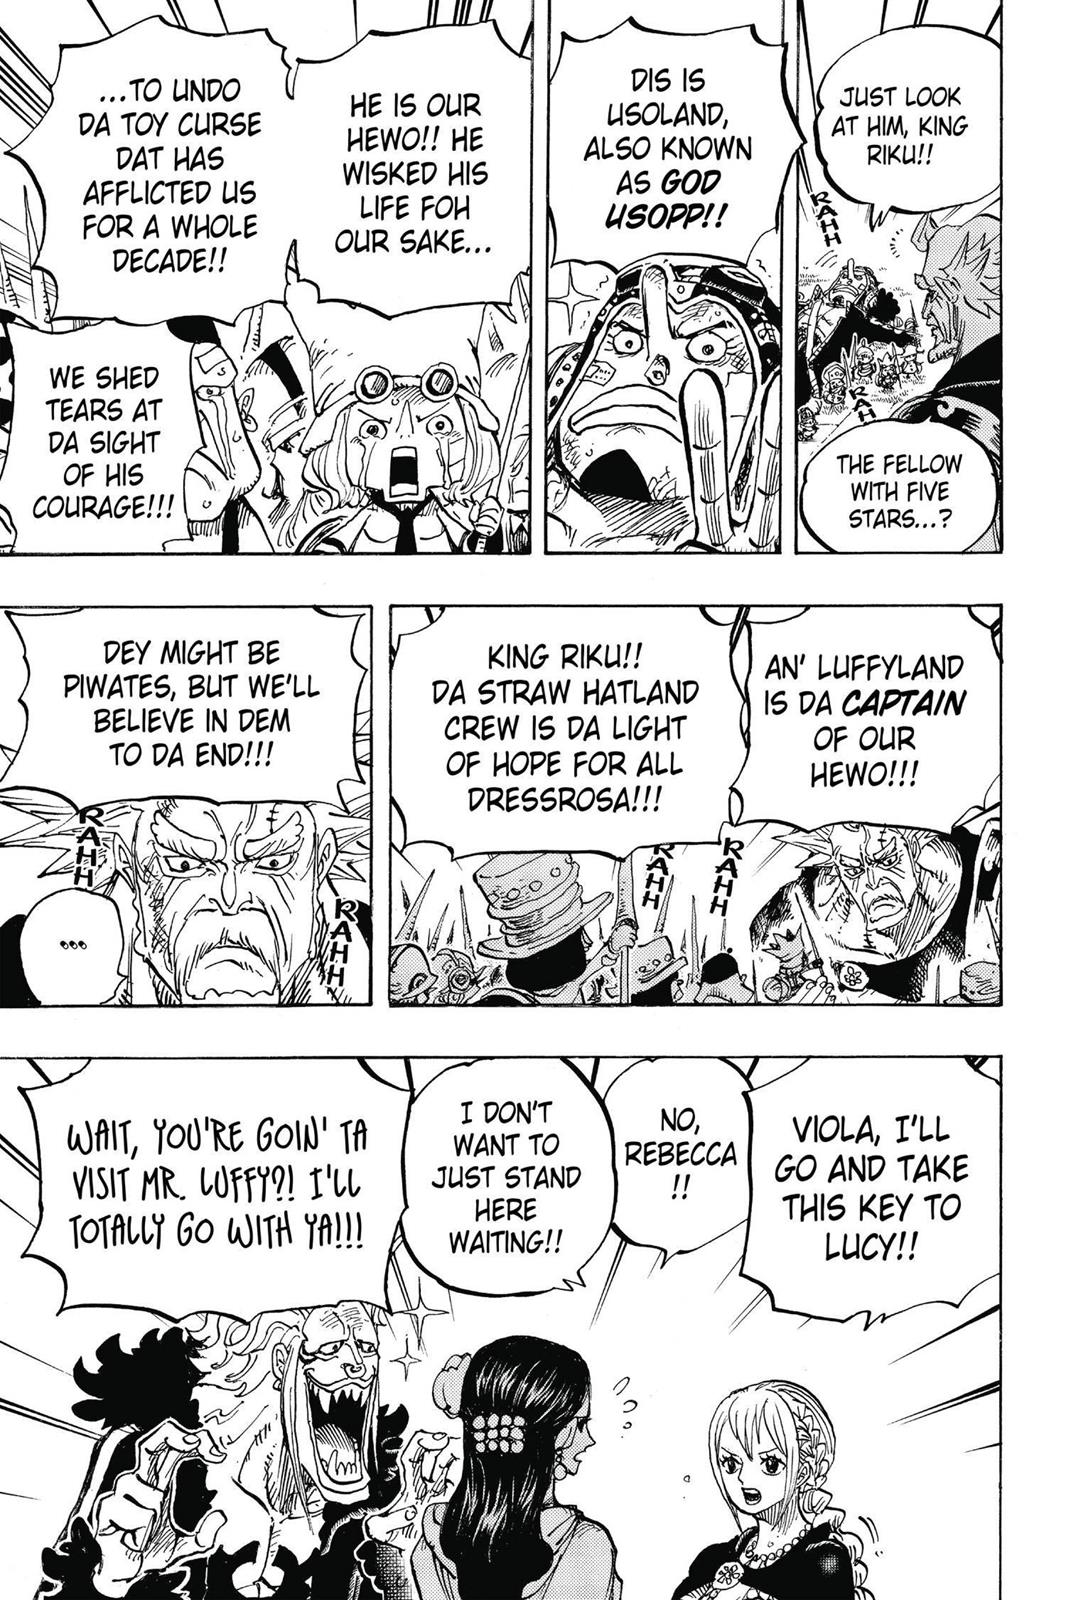 JUST LOOK
AT HIM, KING
RIKU!!
RAHH
RAHH
THE FELLOW
WITH FIVE
STARS...?
DIS IS
USOLAND,
ALSO KNOWN
AS GOD
USOPP!!
HE IS OUR
HEWO!! HE
WISKED HIS
LIFE FOH
OUR SAKE...
...TO UNDO
DA TOY CURSE
DAT HAS
AFFLICTED US
FOR A WHOLE
DECADE!!
WE SHED
TEARS AT
DA SIGHT
OF HIS
COURAGE!!!
AN' LUFFYLAND
IS DA CAPTAIN
OF OUR
HEWO!!!
KING RIKU!!
DA STRAW HATLAND
CREW IS DA LIGHT
OF HOPE FOR ALL
DRESSROSA!!!
RAHH
RAHH
DEY MIGHT BE
PIWATES, BUT WE'LL
BELIEVE IN DEM
TO DA END!!!
RAHH
RAHH
...
VIOLA, I'LL
GO AND TAKE
THIS KEY TO
LUCY!!
NO,
REBECCA
!!
I DON'T
WANT TO
JUST STAND
HERE
WAITING!!
WAIT, YOU'RE GOIN' TA
VISIT MR. LUFFY?! I'LL
TOTALLY GO WITH YA!!!